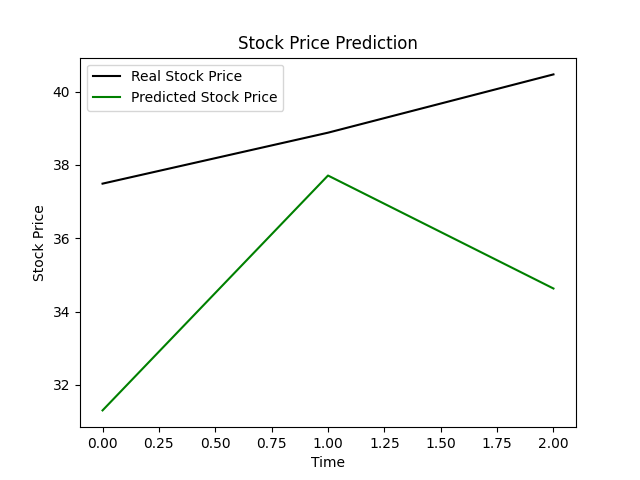 Stock Price Prediction
Real Stock Price
Predicted Stock Price
Stock Price
40
38
36
34
32
0.00 0.25 0.50 0.75 1.00 1.25 1.50 1.75 2.00
Time